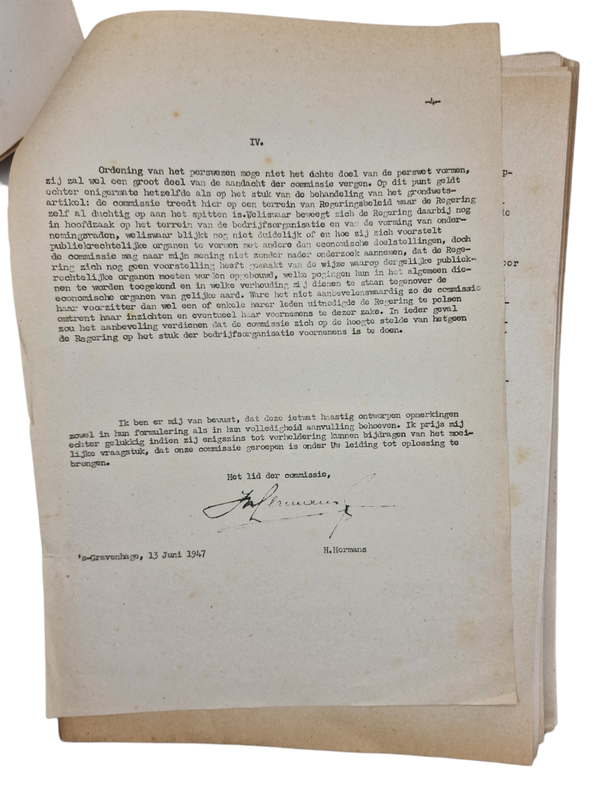 -4-
IV.
Ordening van het perswezen moge niet het échte doel van de perswet vormen,
zij zal wel een groot deel van de aandacht der commissie vergen. Op dit punt geldt
echter enigermate hetzelfde als op het stuk van de behandeling van het grondwets-
artikel: de commissie treedt hier op een terrein van Regeringsbeleid waar de Regering
zelf al duchtig op aan het spitten is.Weliswaar beweegt zich de Regering daarbij nog
in hoofdzaak op het terrein van de bedrijfsorganisatie en van de vorming van onder-
nemingsraden, weliswaar blijkt nog niet duidelijk of en hoe zij zich voorstelt
publiekrechtelijke organen te vormen met andere dan economische doelstellingen, doch
de commissie mag naar mijn mening niet zonder nader onderzoek aannemen, dat de Rege-
ring zich nog geen voorstelling heeft gemaakt van de wijze waarop dergelijke publiek-
rechtelijke organen moeten worden opgebouwd, welke pogingen hun in het algemeen die-
nen te worden toegekend en in welke verhouding zij dienen te staan tegenover de
economische organen van gelijke aard. Ware het niet aanbevelenswaardig zo de commissie
haar voorzitter dan wel een of enkele harer leden uitnodigde de Regering te polsen
omtrent haar inzichten en eventueel haar voornemens te dezer zake. In ieder geval
zou het aanbeveling verdienen dat de commissie zich op de hoogte stelde van hetgeen
de Regering op het stuk der bedrijfsorganisatie voornemens is te doen.
Ik ben er mij van bewust, dat deze ietwat haastig ontworpen opmerkingen
zowel in hun formulering als in hun volledigheid aanvulling behoeven. Ik prijs mij
echter gelukkig indien zij enigszins tot verheldering kunnen bijdragen van het moei-
lijke vraagstuk, dat onze commissie geroepen is onder Uw leiding tot oplossing te
brengen.
Het lid der commissie,
Hermans
's-Gravenhage, 13 Juni 1947
H.Hermans